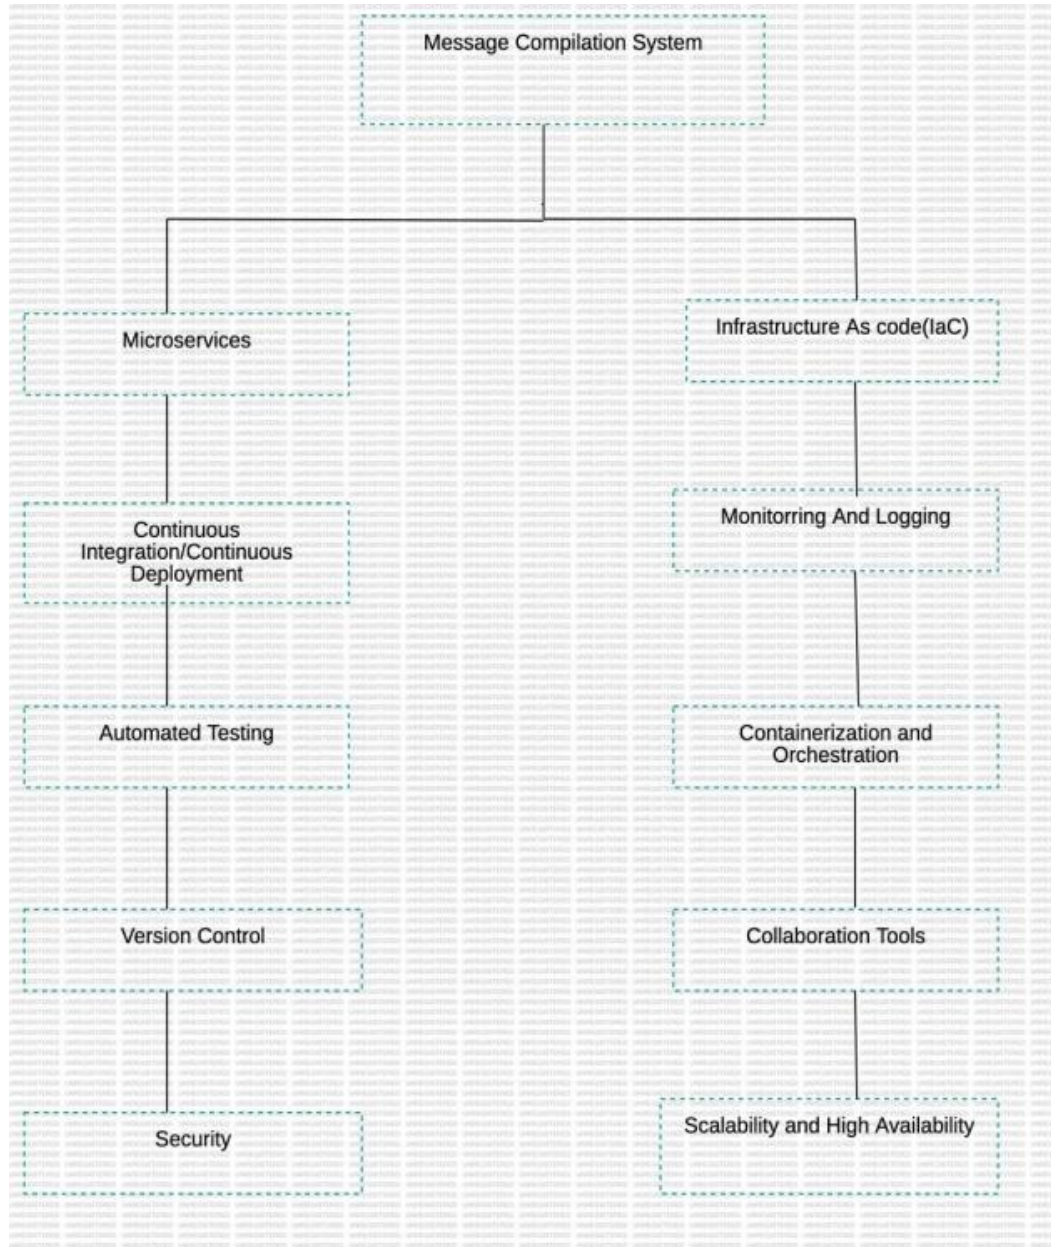 Message Compilation System
Microservices
Infrastructure As code(IaC)
Continuous
Integration/Continuous
Deployment
Monitorring And Logging
Automated Testing
Containerization and
Orchestration
Version Control
Collaboration Tools
Security
Scalability and High Availability